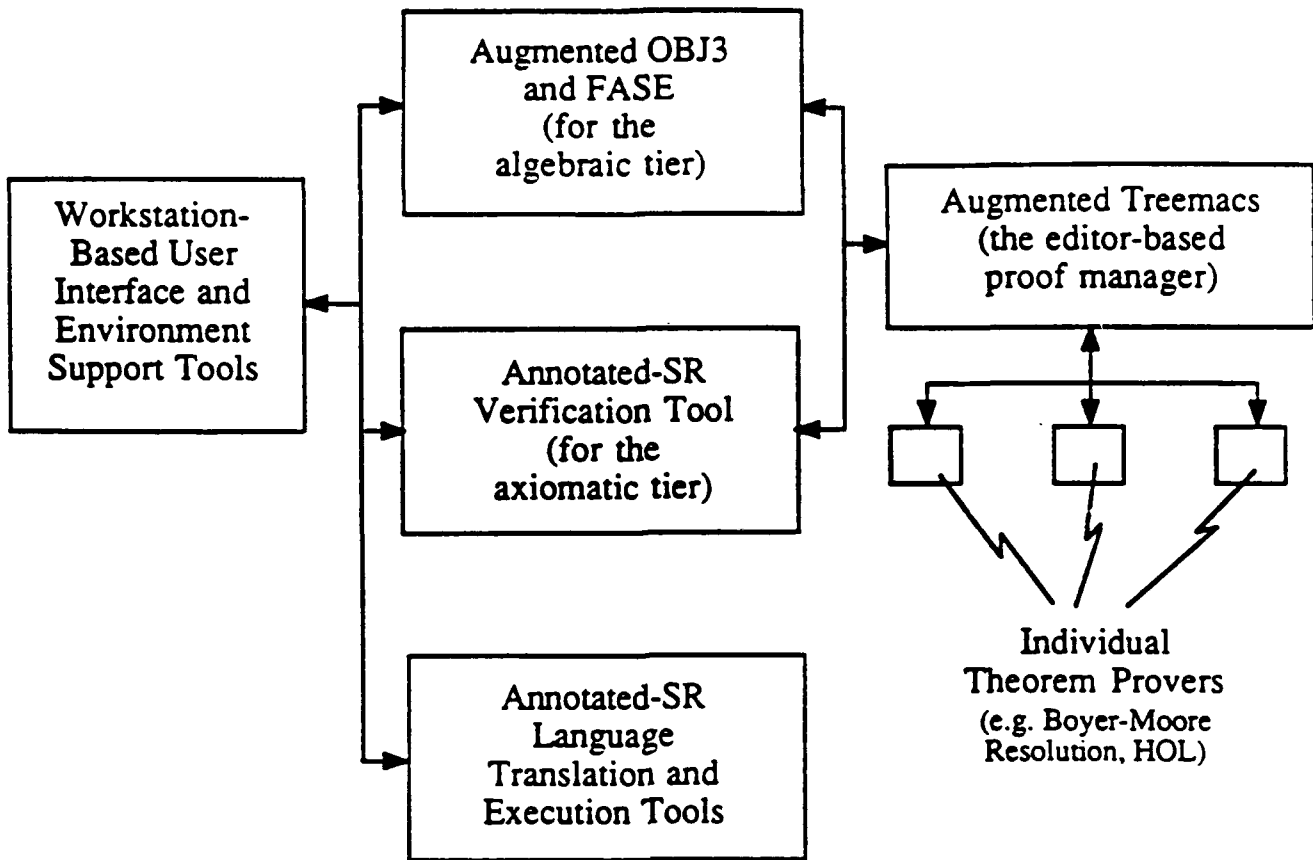 Workstation-
Based User
Interface and
Environment
Support Tools
Augmented OBJ3
and FASE
(for the
algebraic tier)
Annotated-SR
Verification Tool
(for the
axiomatic tier)
Annotated-SR
Language
Translation and
Execution Tools
Augmented Treemacs
(the editor-based
proof manager)
Individual
Theorem Provers
(e.g. Boyer-Moore
Resolution, HOL)